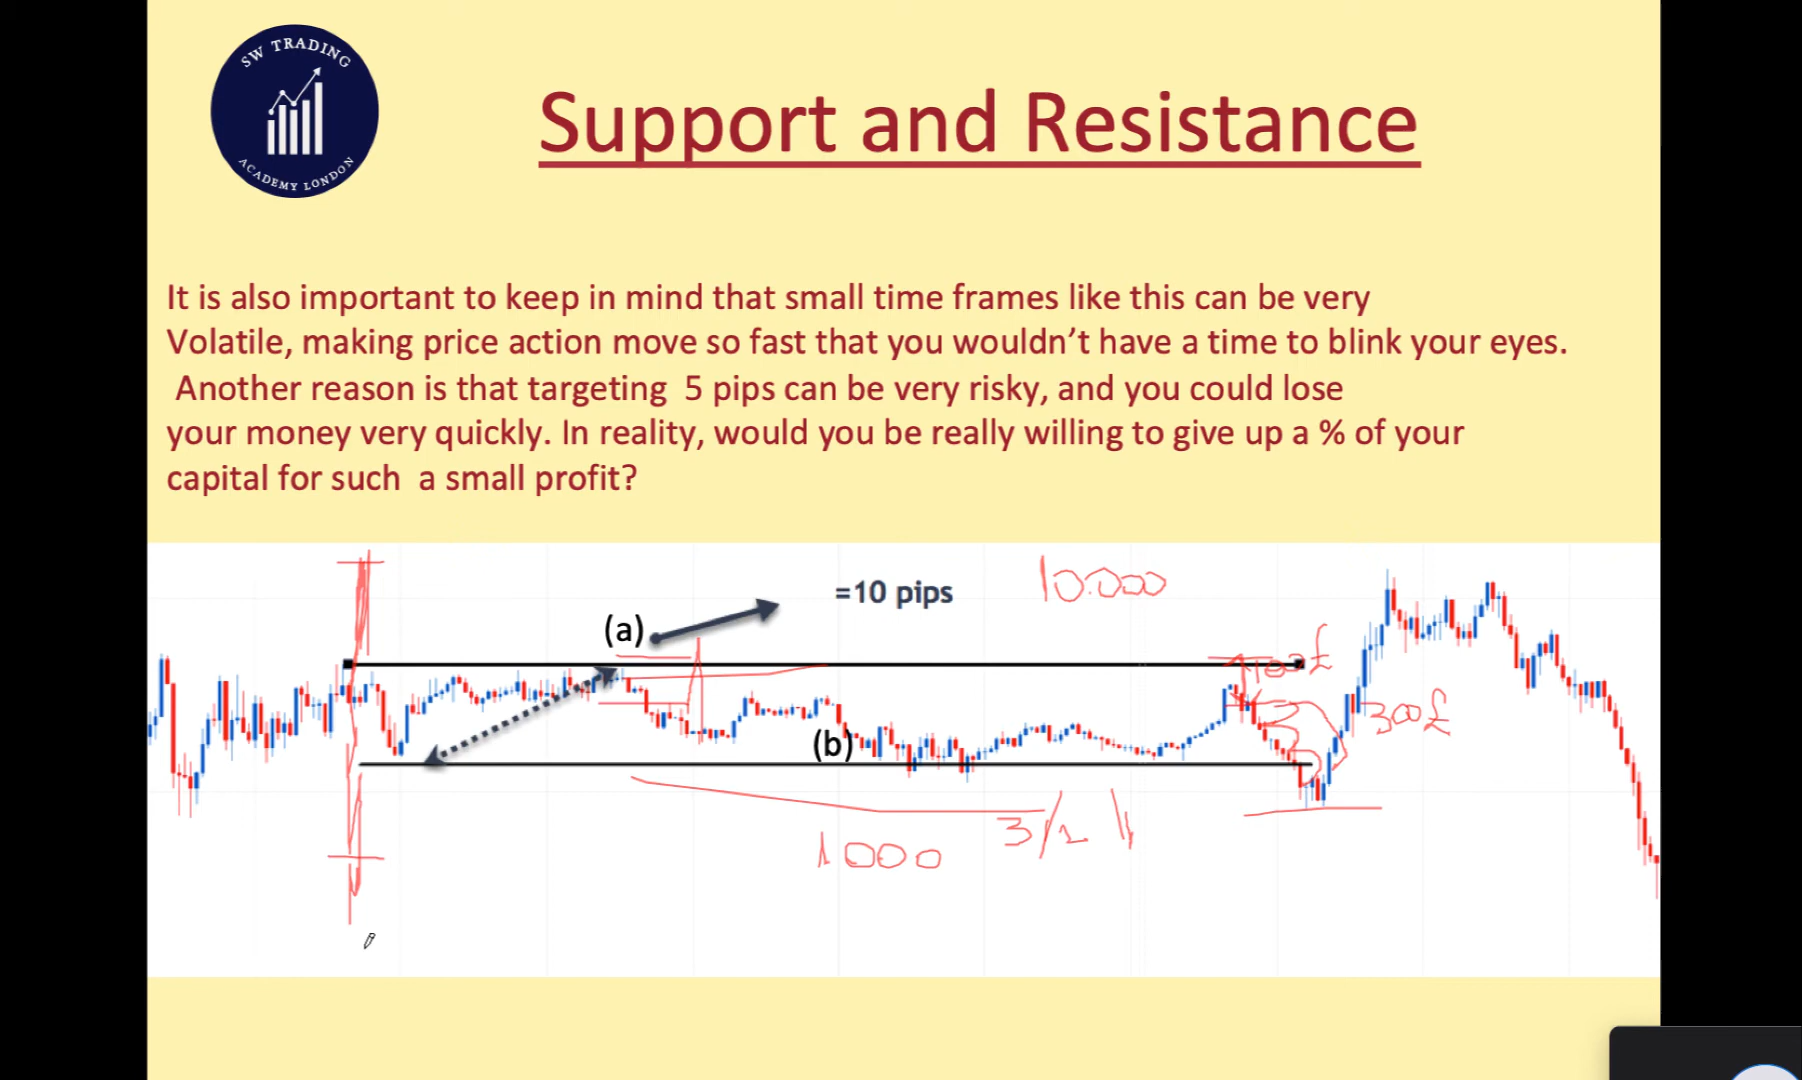 SW TRADING
ACADEMY LONDON
Support and Resistance
It is also important to keep in mind that small time frames like this can be very
Volatile, making price action move so fast that you wouldn’t have a time to blink your eyes.
Another reason is that targeting 5 pips can be very risky, and you could lose
your money very quickly. In reality, would you be really willing to give up a % of your
capital for such a small profit?
=10 pips
10.000
(a)
100£
300£
(b)
3/1
1000